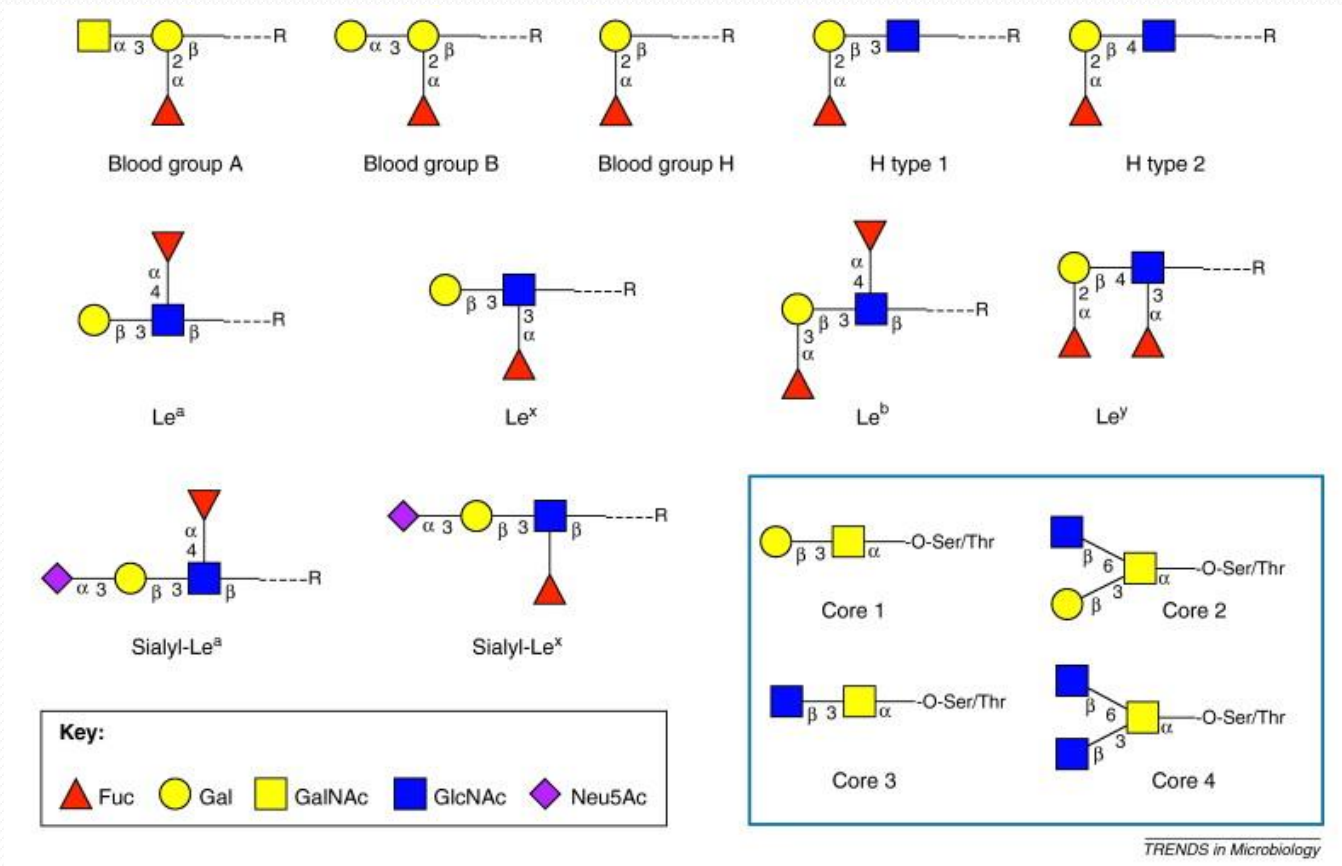 α 3 β -----R
2
α
Blood group A
α 3 β -----R
2
α
Blood group B
β -----R
2
α
Blood group H
β 3 -----R
2
α
H type 1
β 4 -----R
2
α
H type 2
α
4
β 3 β -----R
Le^a
β 3 -----R
3
α
Le^x
α
4
β 3 β -----R
3
α
Le^b
β 4 -----R
2 3
α α
Le^y
α
4
α 3 β 3 β -----R
Sialyl-Le^a
α 3 β 3 β -----R
Sialyl-Le^x
β 3 α -O-Ser/Thr
Core 1
β 6
α -O-Ser/Thr
β 3
Core 2
β 3 α -O-Ser/Thr
Core 3
β 6
α -O-Ser/Thr
β 3
Core 4
Key:
Fuc Gal GalNAc GlcNAc Neu5Ac
TRENDS in Microbiology